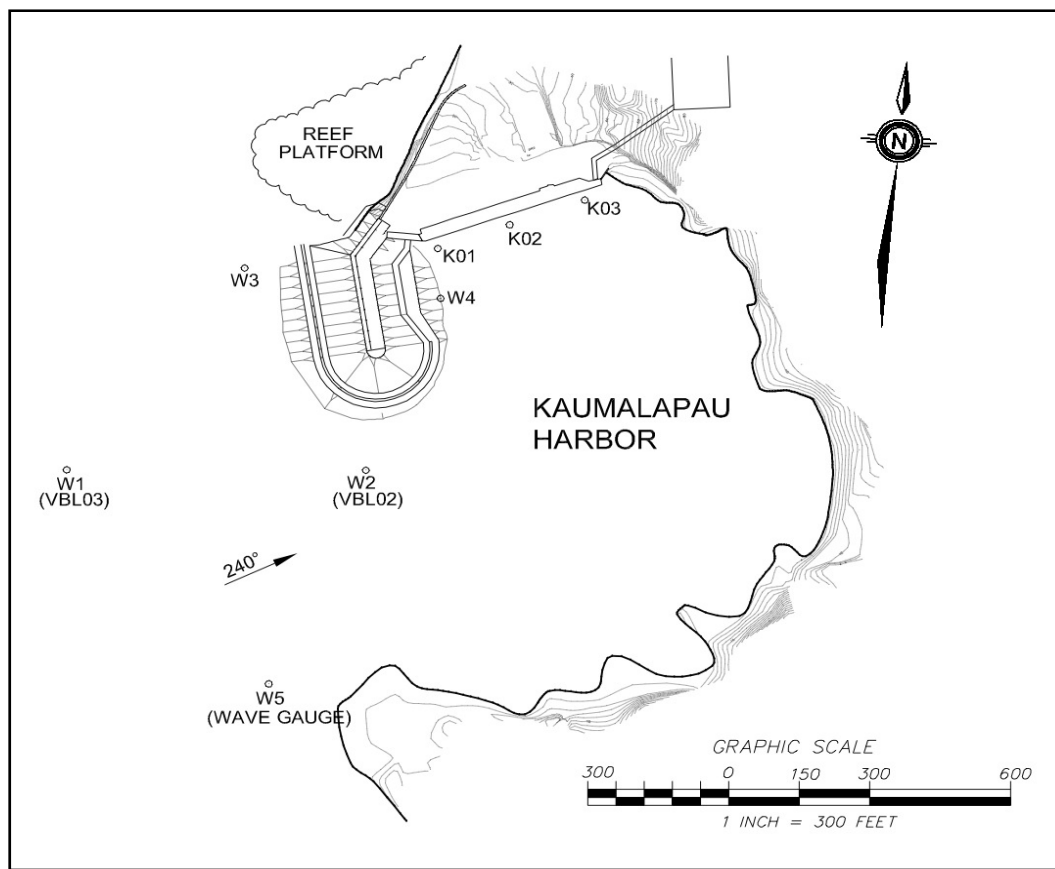 REEF
PLATFORM
N
K03
K02
K01
W3
W4
KAUMALAPAU
HARBOR
W1
(VBL03)
W2
(VBL02)
240°
W5
(WAVE GAUGE)
GRAPHIC SCALE
300 0 150 300 600
1 INCH = 300 FEET